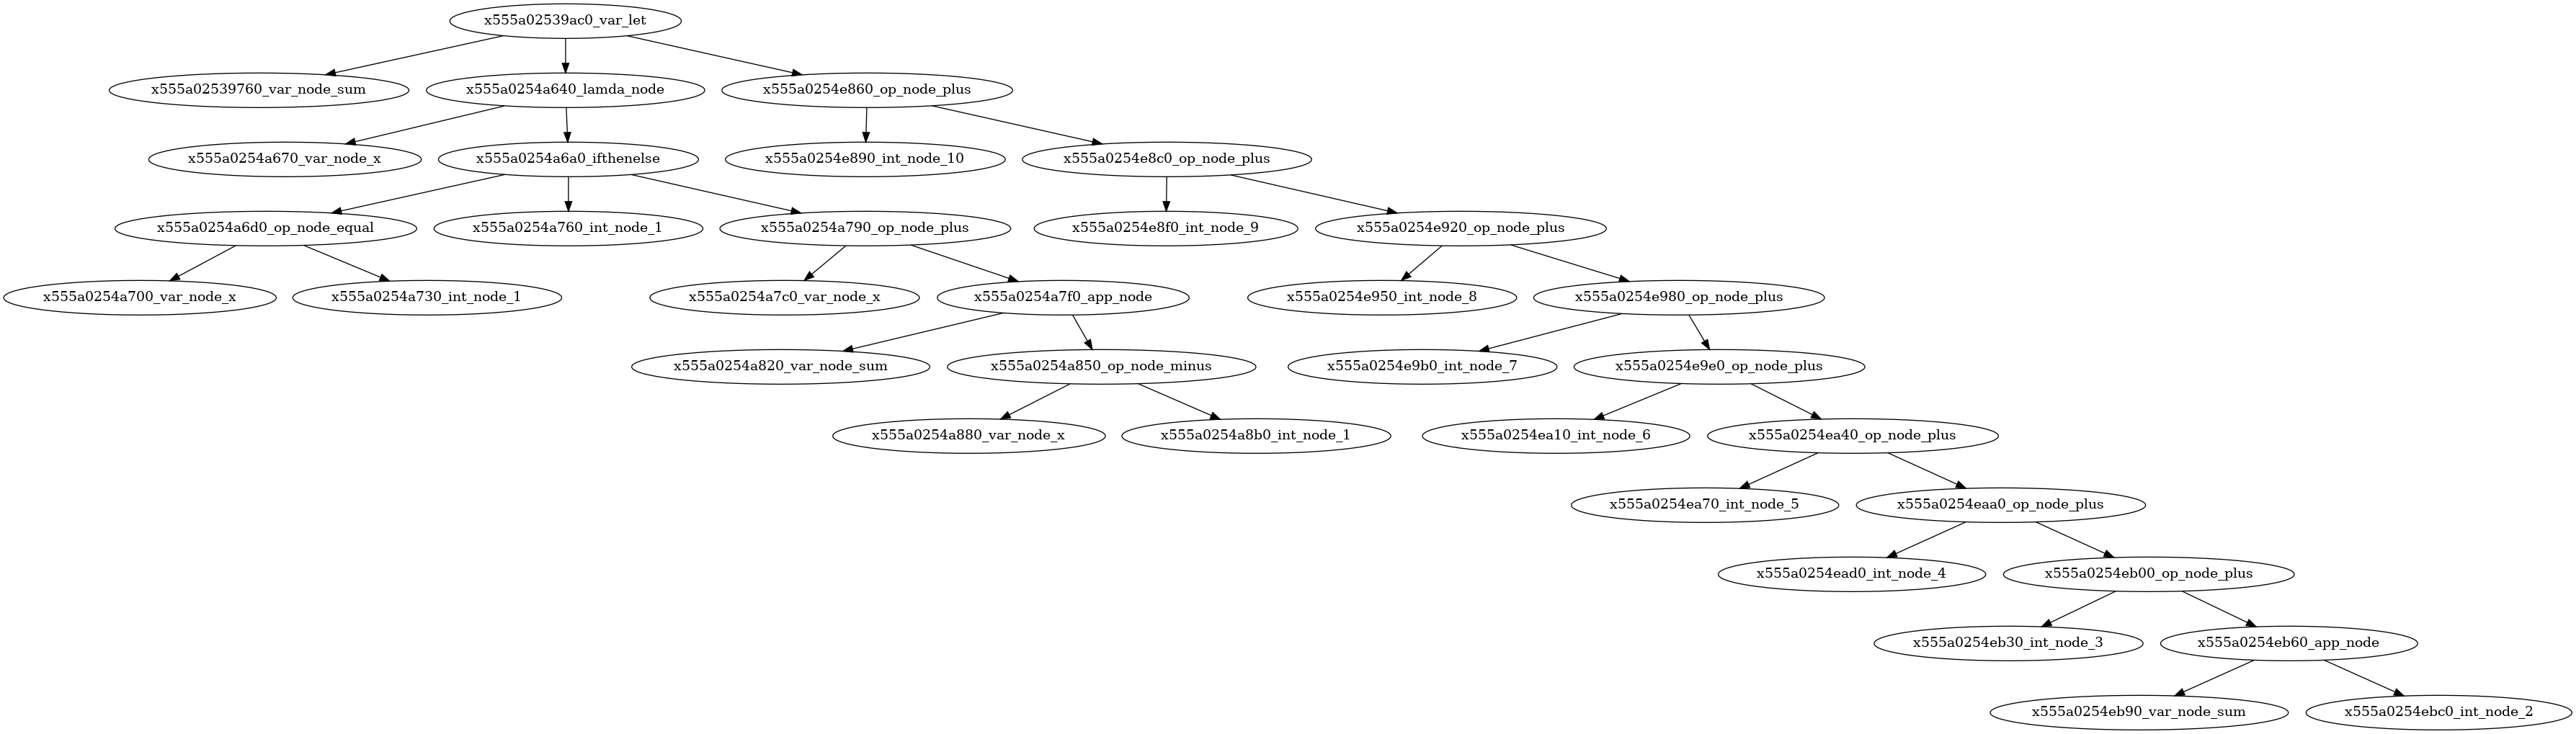 x555a02539ac0_var_let
x555a02539760_var_node_sum
x555a0254a640_lamda_node
x555a0254e860_op_node_plus
x555a0254a670_var_node_x
x555a0254a6a0_ifthenelse
x555a0254e890_int_node_10
x555a0254e8c0_op_node_plus
x555a0254a6d0_op_node_equal
x555a0254a760_int_node_1
x555a0254a790_op_node_plus
x555a0254e8f0_int_node_9
x555a0254e920_op_node_plus
x555a0254a700_var_node_x
x555a0254a730_int_node_1
x555a0254a7c0_var_node_x
x555a0254a7f0_app_node
x555a0254e950_int_node_8
x555a0254e980_op_node_plus
x555a0254a820_var_node_sum
x555a0254a850_op_node_minus
x555a0254e9b0_int_node_7
x555a0254e9e0_op_node_plus
x555a0254a880_var_node_x
x555a0254a8b0_int_node_1
x555a0254ea10_int_node_6
x555a0254ea40_op_node_plus
x555a0254ea70_int_node_5
x555a0254eaa0_op_node_plus
x555a0254ead0_int_node_4
x555a0254eb00_op_node_plus
x555a0254eb30_int_node_3
x555a0254eb60_app_node
x555a0254eb90_var_node_sum
x555a0254ebc0_int_node_2